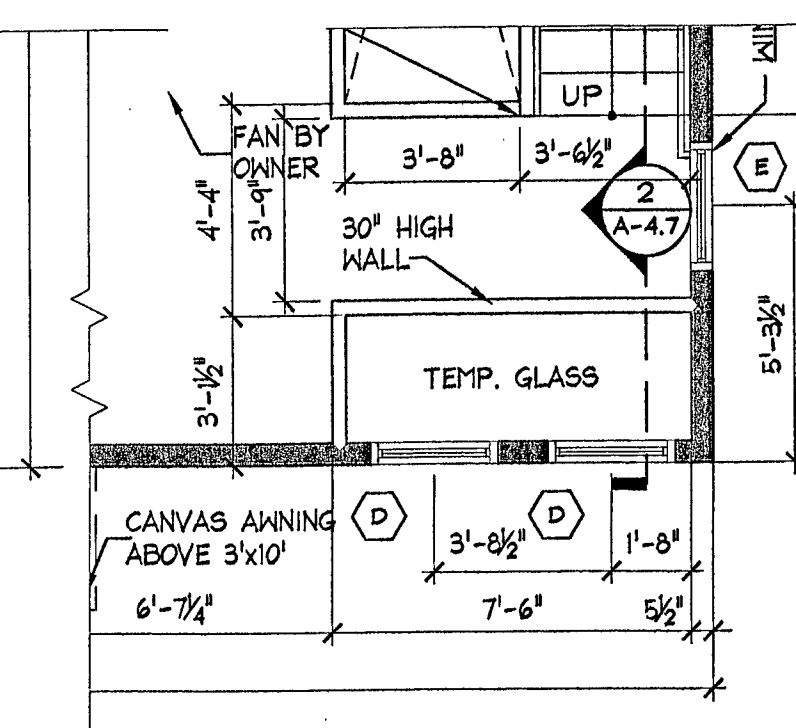 UP
FAN BY
OWNER
3'-8"
3'-6½"
E
2
A-4.7
4'-4"
3'-9"
30" HIGH
WALL
5'-3½"
TEMP. GLASS
3'-1½"
D
D
CANVAS AWNING
ABOVE 3'x10'
3'-8½"
1'-8"
6'-7¼"
7'-6"
5½"